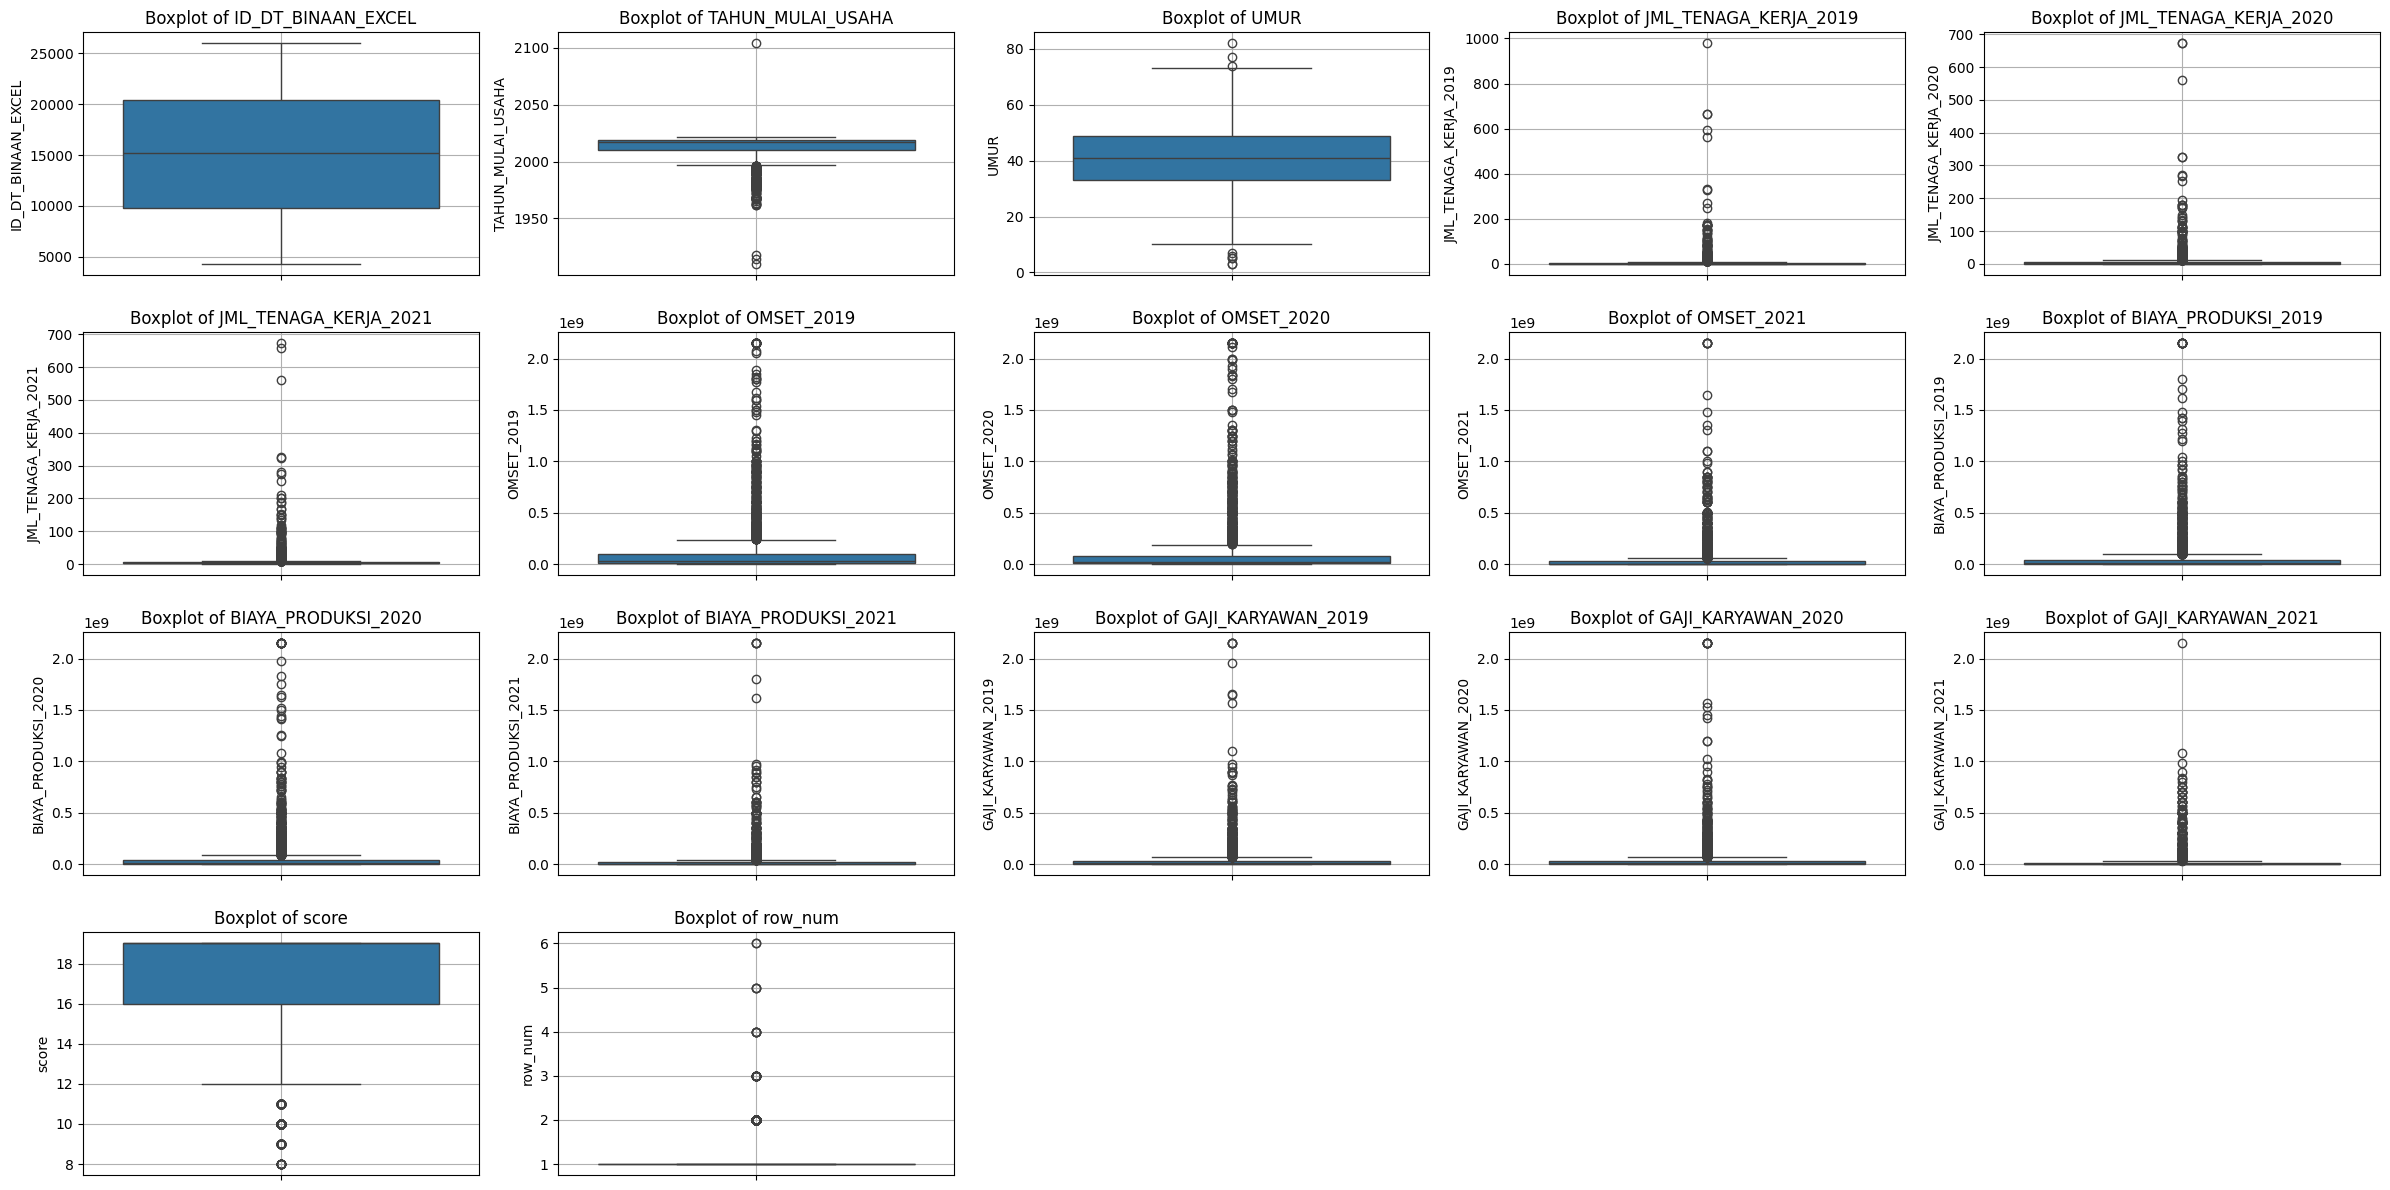 Boxplot of ID_DT_BINAAN_EXCEL
ID_DT_BINAAN_EXCEL
25000
20000
15000
10000
5000
Boxplot of TAHUN_MULAI_USAHA
TAHUN_MULAI_USAHA
2100
2050
2000
1950
Boxplot of UMUR
UMUR
80
60
40
20
0
Boxplot of JML_TENAGA_KERJA_2019
JML_TENAGA_KERJA_2019
1000
800
600
400
200
0
Boxplot of JML_TENAGA_KERJA_2020
JML_TENAGA_KERJA_2020
700
600
500
400
300
200
100
0
Boxplot of JML_TENAGA_KERJA_2021
JML_TENAGA_KERJA_2021
700
600
500
400
300
200
100
0
Boxplot of OMSET_2019
1e9
OMSET_2019
2.0
1.5
1.0
0.5
0.0
Boxplot of OMSET_2020
1e9
OMSET_2020
2.0
1.5
1.0
0.5
0.0
Boxplot of OMSET_2021
1e9
OMSET_2021
2.0
1.5
1.0
0.5
0.0
Boxplot of BIAYA_PRODUKSI_2019
1e9
BIAYA_PRODUKSI_2019
2.0
1.5
1.0
0.5
0.0
Boxplot of BIAYA_PRODUKSI_2020
1e9
BIAYA_PRODUKSI_2020
2.0
1.5
1.0
0.5
0.0
Boxplot of BIAYA_PRODUKSI_2021
1e9
BIAYA_PRODUKSI_2021
2.0
1.5
1.0
0.5
0.0
Boxplot of GAJI_KARYAWAN_2019
1e9
GAJI_KARYAWAN_2019
2.0
1.5
1.0
0.5
0.0
Boxplot of GAJI_KARYAWAN_2020
1e9
GAJI_KARYAWAN_2020
2.0
1.5
1.0
0.5
0.0
Boxplot of GAJI_KARYAWAN_2021
1e9
GAJI_KARYAWAN_2021
2.0
1.5
1.0
0.5
0.0
Boxplot of score
score
18
16
14
12
10
8
Boxplot of row_num
row_num
6
5
4
3
2
1